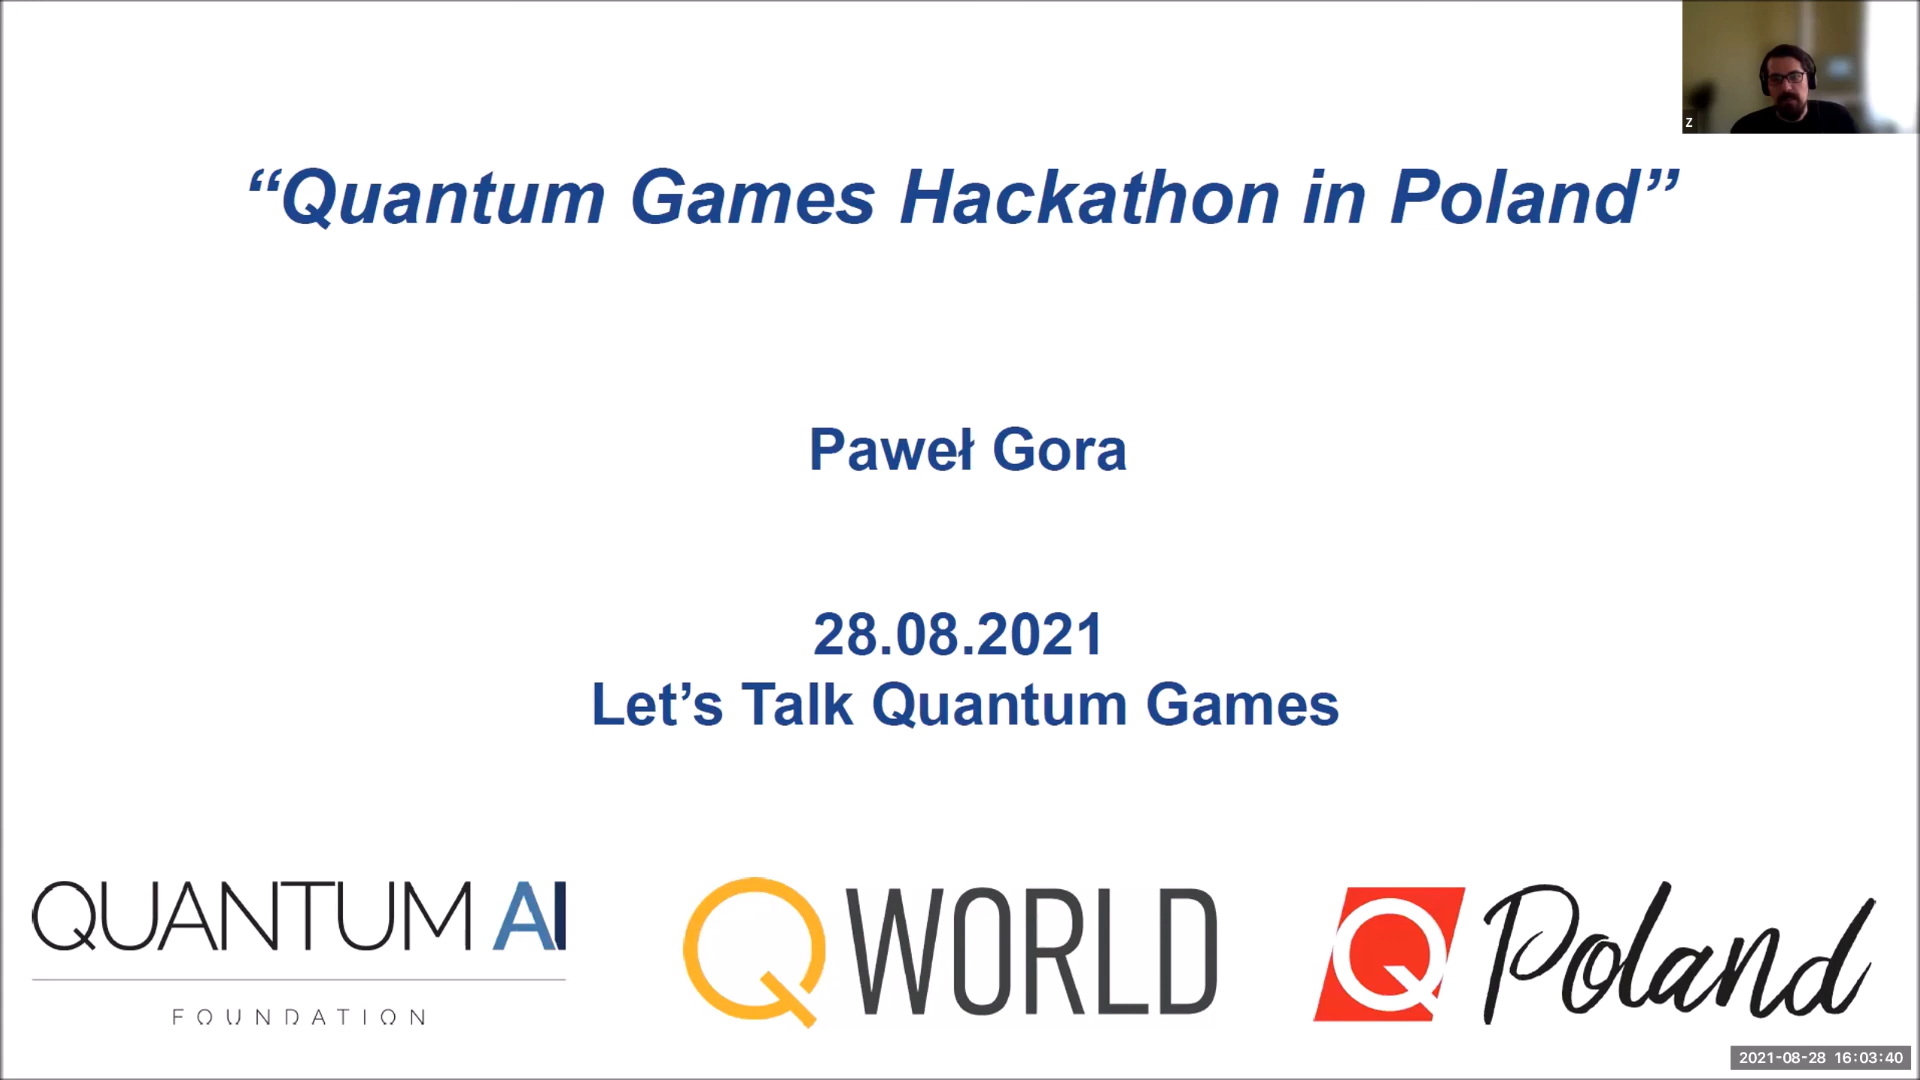 Z
“Quantum Games Hackathon in Poland”
Paweł Gora
28.08.2021
Let’s Talk Quantum Games
QUANTUM AI
FOUNDATION
QWORLD
Q Poland
2021-08-28 16:03:40